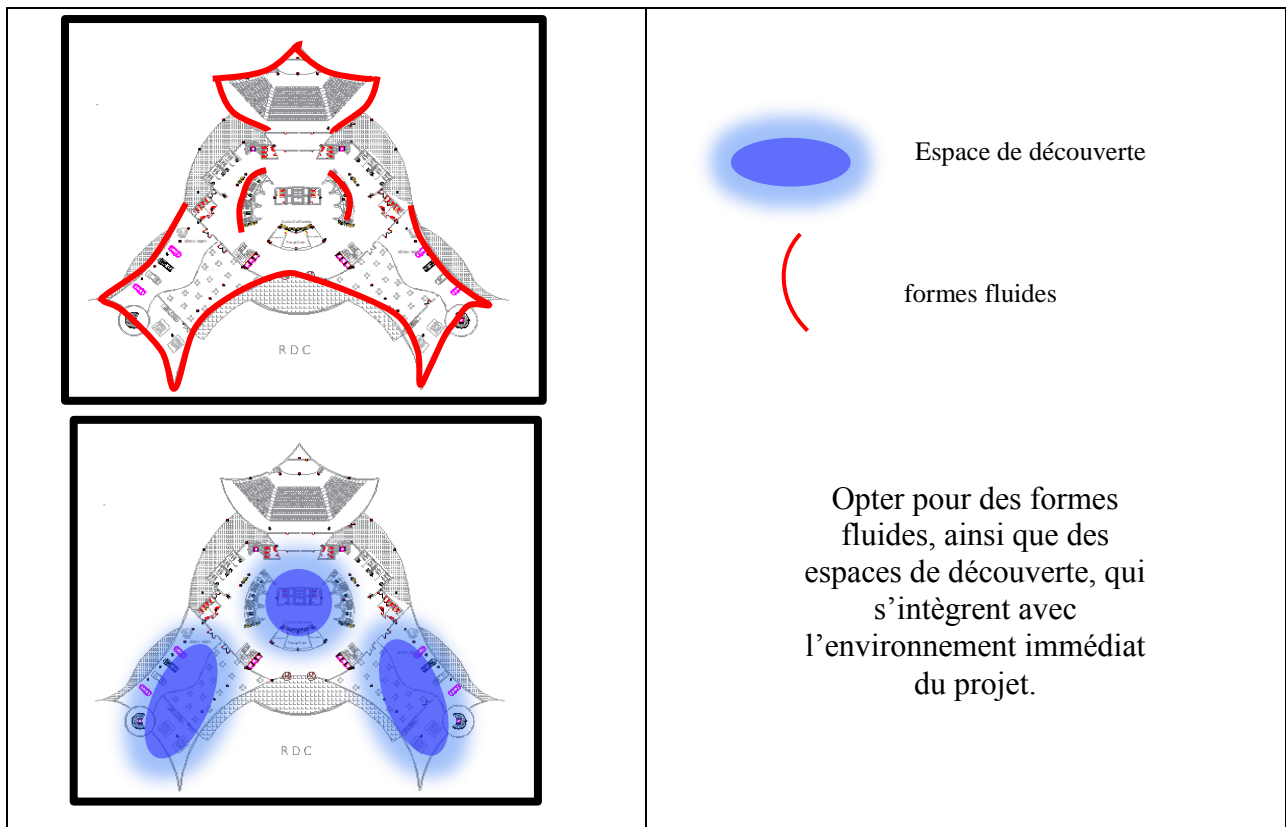 RDC
Espace de découverte
formes fluides
RDC
Opter pour des formes
fluides, ainsi que des
espaces de découverte, qui
s’intègrent avec
l’environnement immédiat
du projet.